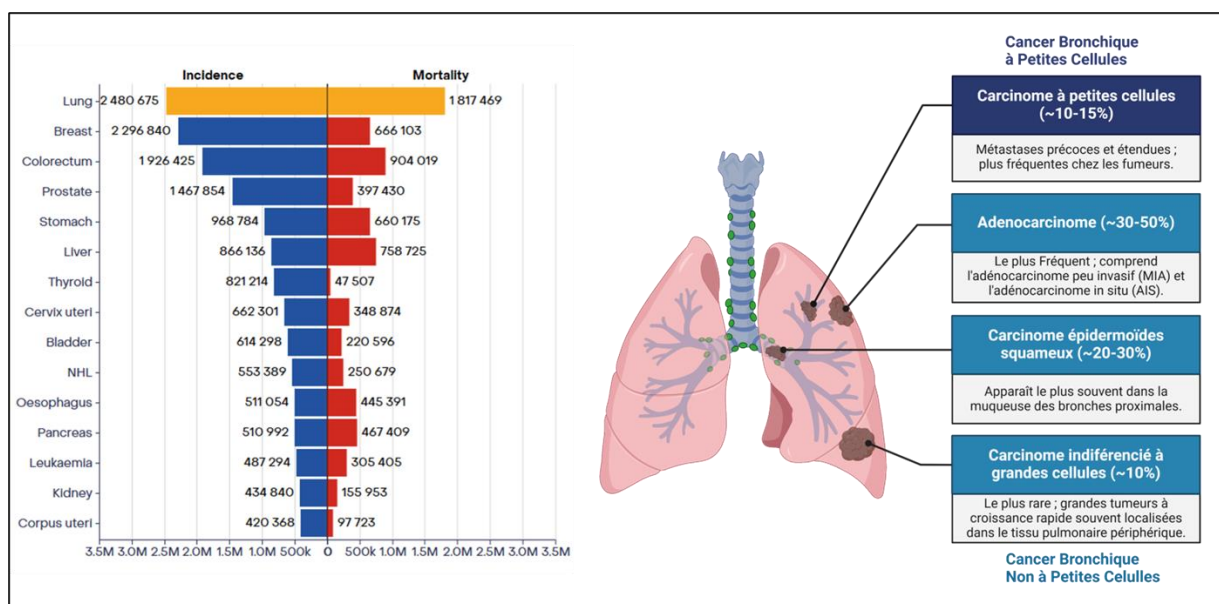 Incidence
Mortality
Lung
2 480 675
1 817 469
Breast
2 296 840
666 103
Colorectum
1 926 425
904 019
Prostate
1 467 854
397 430
Stomach
968 784
660 175
Liver
866 136
758 725
Thyroid
821 214
47 507
Cervix uteri
662 301
348 874
Bladder
614 298
220 596
NHL
553 389
250 679
Oesophagus
511 054
445 391
Pancreas
510 992
467 409
Leukaemia
487 294
305 405
Kidney
434 840
155 953
Corpus uteri
420 368
97 723
3.5M 3.0M 2.5M 2.0M 1.5M 1.0M 500k 0 500k 1.0M 1.5M 2.0M 2.5M 3.0M 3.5M
Cancer Bronchique
à Petites Cellules
Carcinome à petites cellules
(~10-15%)
Métastases précoces et étendues ;
plus fréquentes chez les fumeurs.
Adenocarcinome (~30-50%)
Le plus Fréquent ; comprend
l'adénocarcinome peu invasif (MIA) et
l'adénocarcinome in situ (AIS).
Carcinome épidermoïdes
squameux (~20-30%)
Apparaît le plus souvent dans la
muqueuse des bronches proximales.
Carcinome indiférencié à
grandes cellules (~10%)
Le plus rare ; grandes tumeurs à
croissance rapide souvent localisées
dans le tissu pulmonaire périphérique.
Cancer Bronchique
Non à Petites Celulles